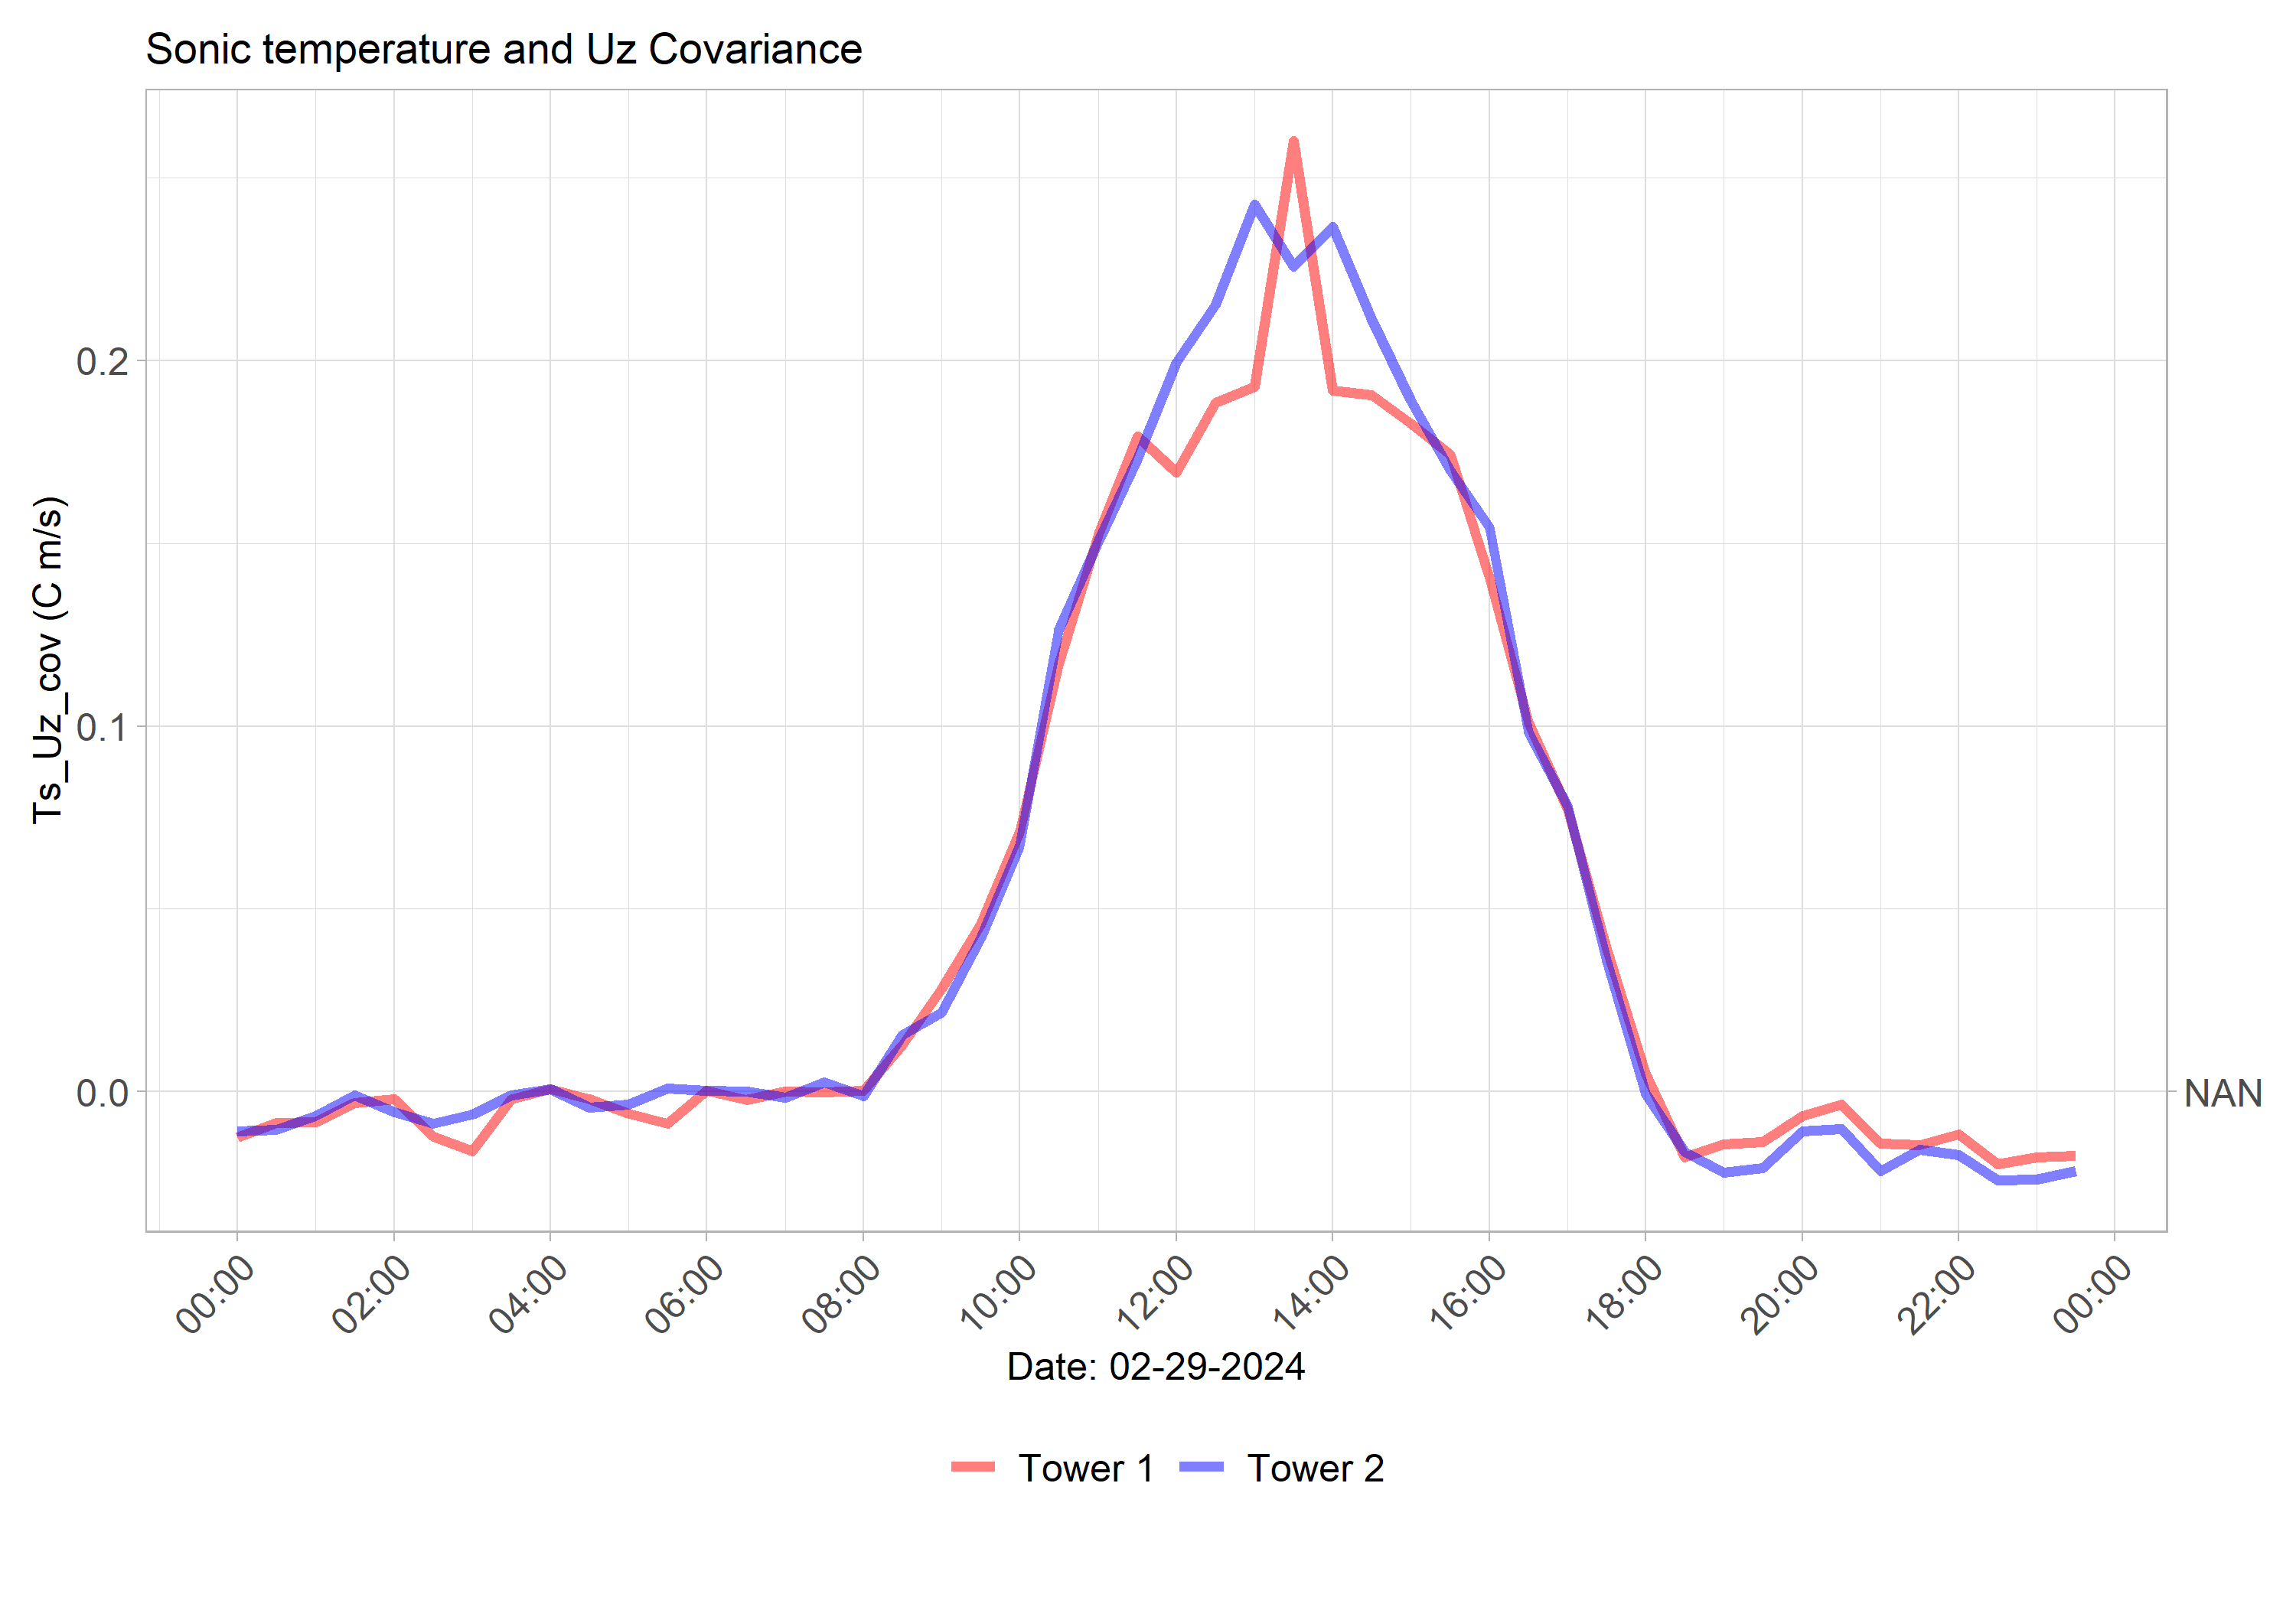 Sonic temperature and Uz Covariance
Ts_Uz_cov (C m/s)
0.2
0.1
0.0
NAN
00:00
02:00
04:00
06:00
08:00
10:00
12:00
14:00
16:00
18:00
20:00
22:00
00:00
Date: 02-29-2024
Tower 1
Tower 2